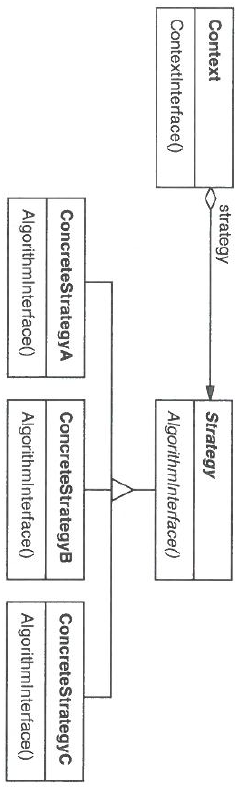 Context
ContextInterface()
strategy
Strategy
AlgorithmInterface()
ConcreteStrategyA
AlgorithmInterface()
ConcreteStrategyB
AlgorithmInterface()
ConcreteStrategyC
AlgorithmInterface()